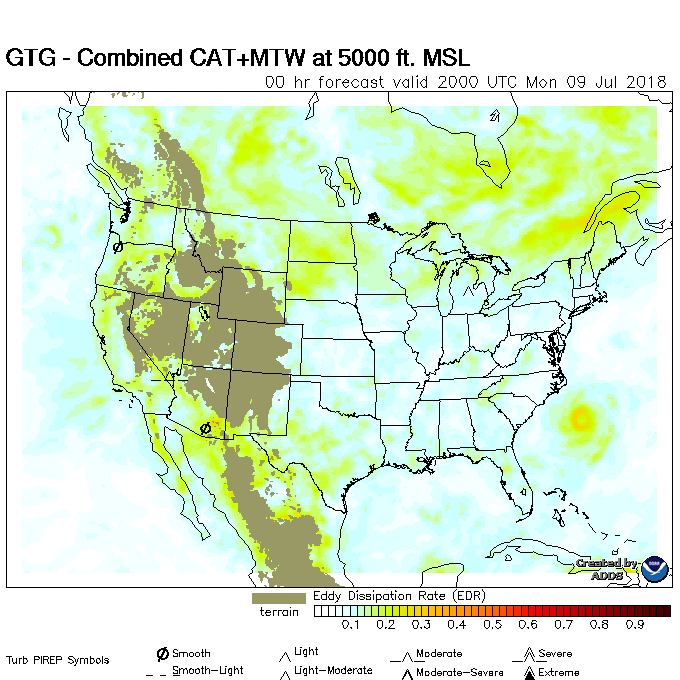 GTG - Combined CAT+MTW at 5000 ft. MSL
00 hr forecast valid 2000 UTC Mon 09 Jul 2018
Created by
ADDS
Eddy Dissipation Rate (EDR)
terrain
0.1 0.2 0.3 0.4 0.5 0.6 0.7 0.8 0.9
Turb PIREP Symbols
Smooth
Light
Moderate
Severe
Smooth-Light
Light-Moderate
Moderate-Severe
Extreme